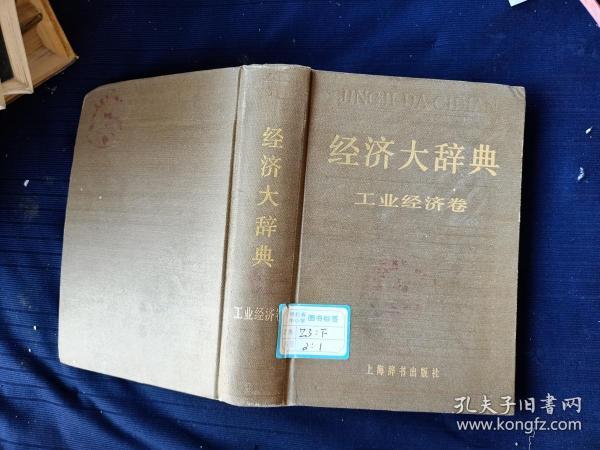 经济大辞典
工业经济卷
图书标签
Z3:下
2:1
JINGJI DA CIDIAN
经济大辞典
工业经济卷
上海辞书出版社
孔夫子旧书网
www.kongfz.com